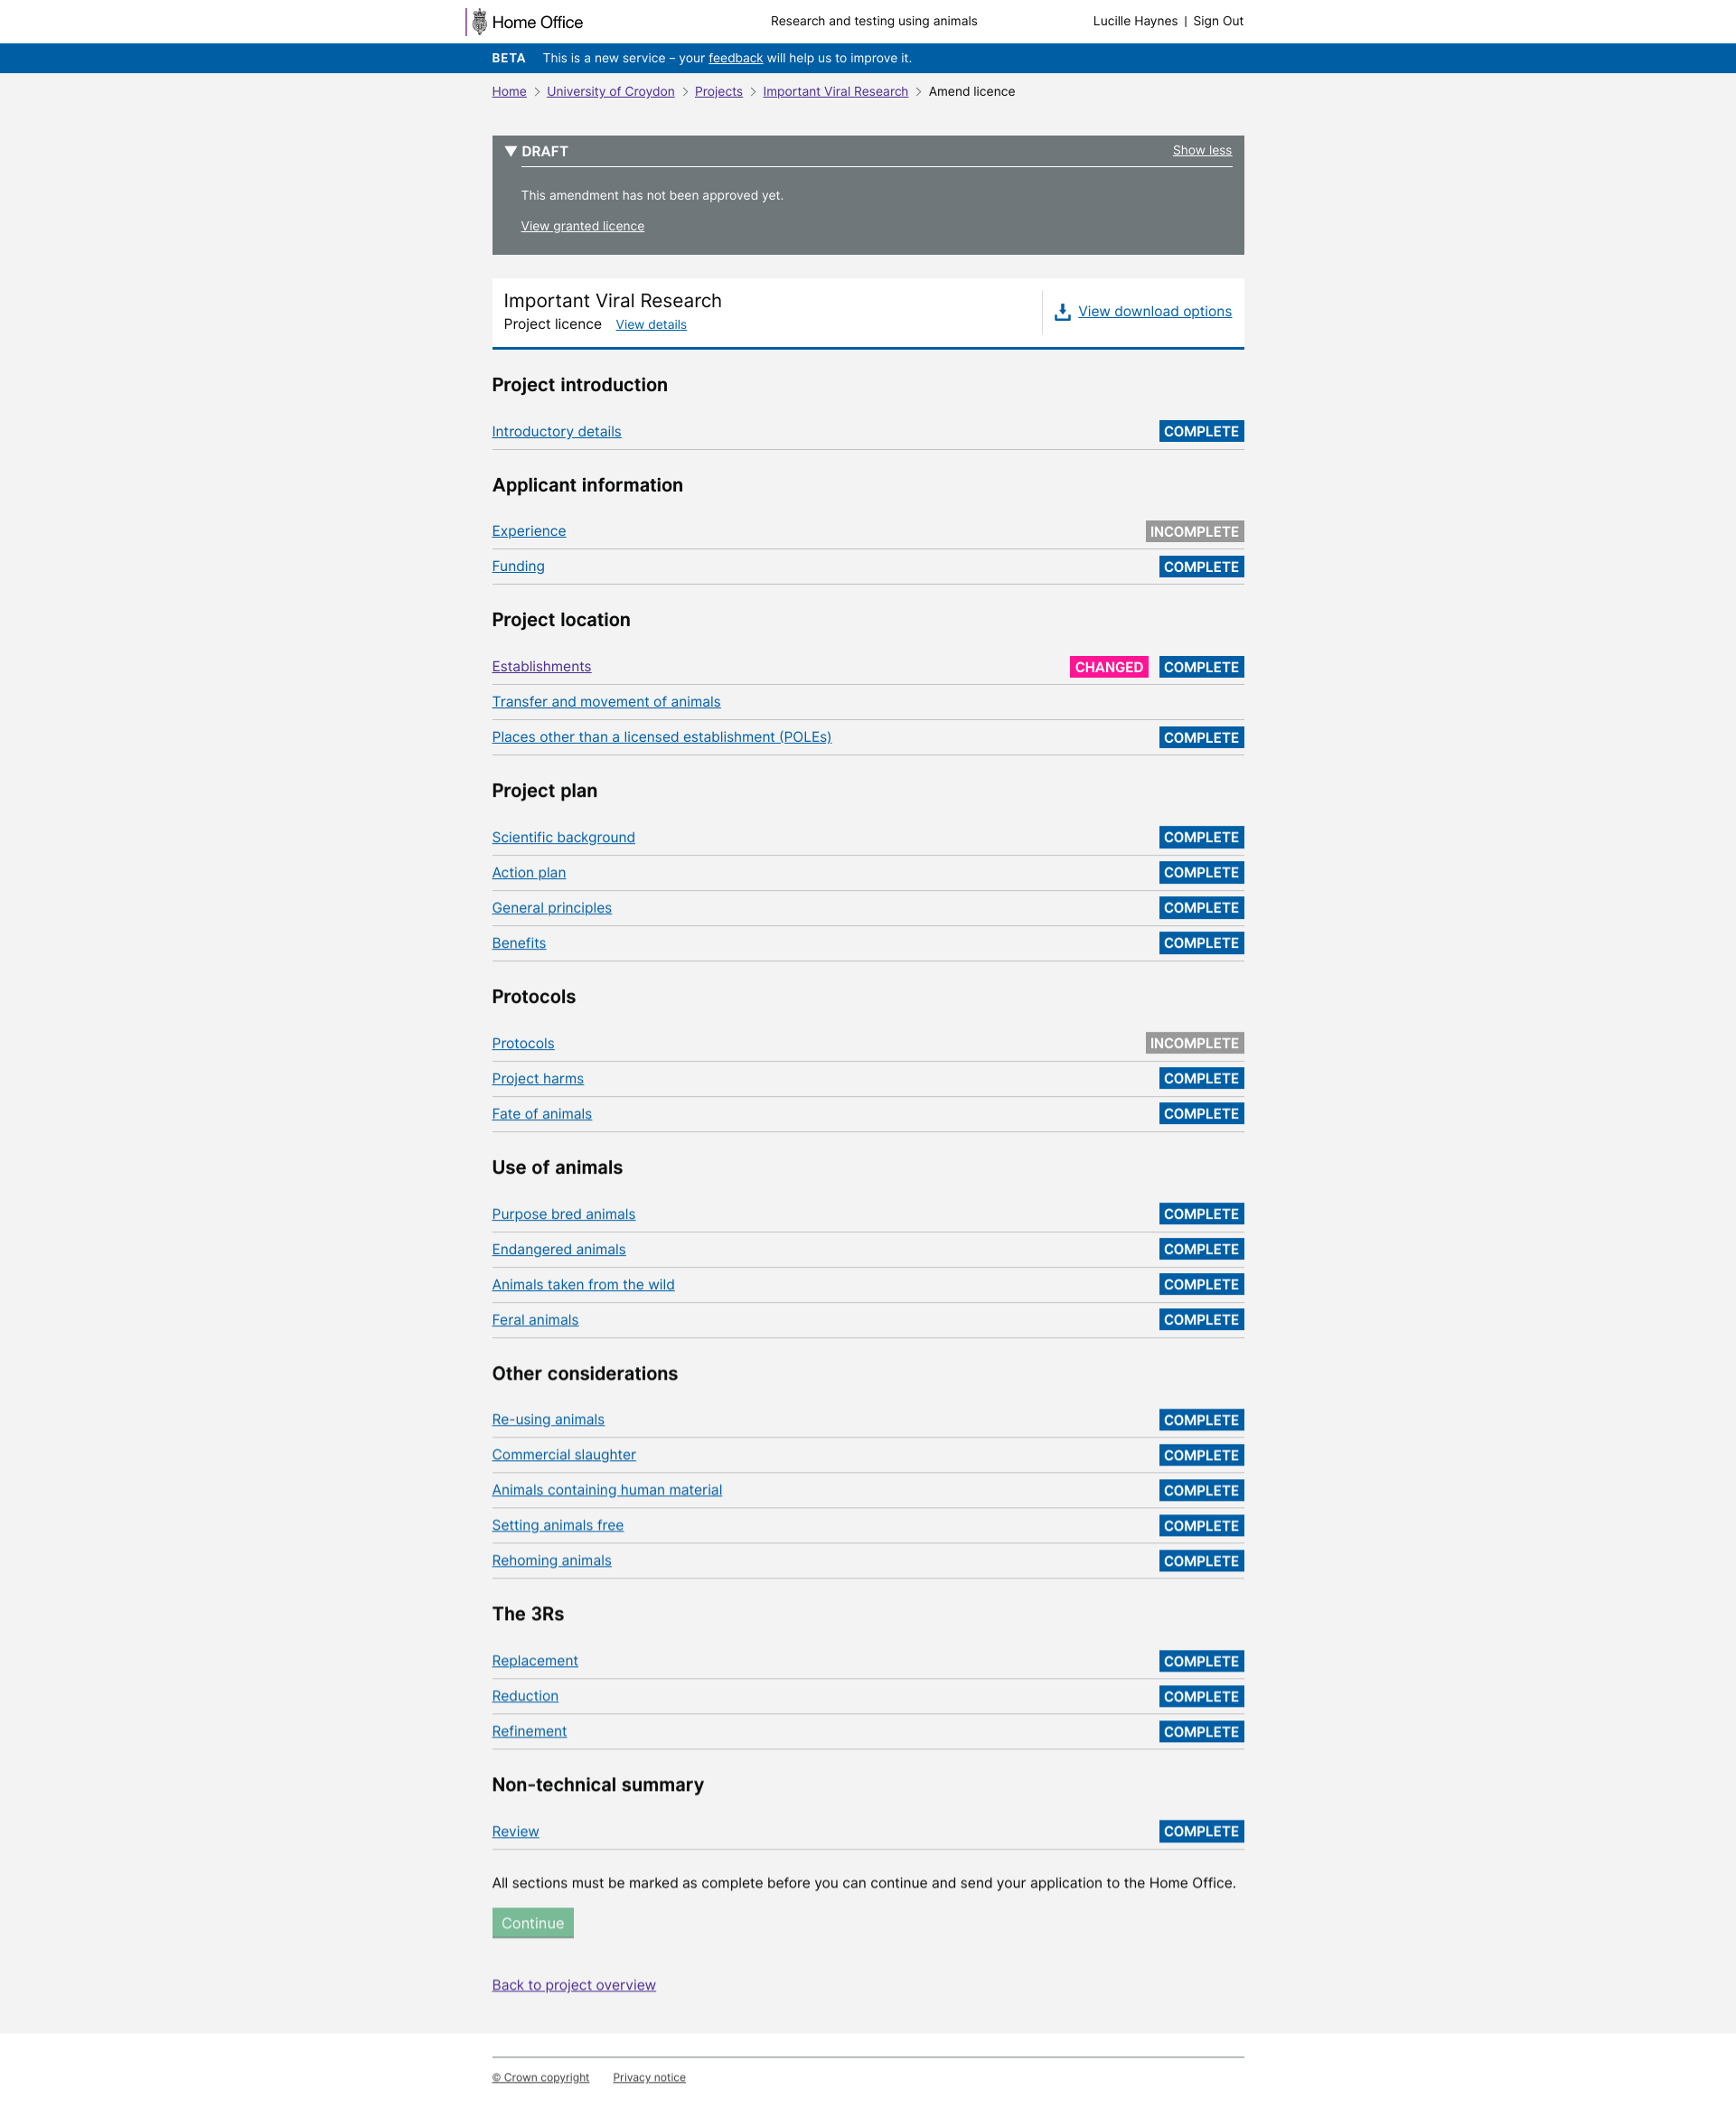 Home Office Research and testing using animals Lucille Haynes | Sign Out
BETA This is a new service – your feedback will help us to improve it.
Home > University of Croydon > Projects > Important Viral Research > Amend licence
▼ DRAFT Show less
This amendment has not been approved yet.
View granted licence
Important Viral Research
Project licence View details View download options
Project introduction
Introductory details COMPLETE
Applicant information
Experience INCOMPLETE
Funding COMPLETE
Project location
Establishments CHANGED COMPLETE
Transfer and movement of animals
Places other than a licensed establishment (POLEs) COMPLETE
Project plan
Scientific background COMPLETE
Action plan COMPLETE
General principles COMPLETE
Benefits COMPLETE
Protocols
Protocols INCOMPLETE
Project harms COMPLETE
Fate of animals COMPLETE
Use of animals
Purpose bred animals COMPLETE
Endangered animals COMPLETE
Animals taken from the wild COMPLETE
Feral animals COMPLETE
Other considerations
Re-using animals COMPLETE
Commercial slaughter COMPLETE
Animals containing human material COMPLETE
Setting animals free COMPLETE
Rehoming animals COMPLETE
The 3Rs
Replacement COMPLETE
Reduction COMPLETE
Refinement COMPLETE
Non-technical summary
Review COMPLETE
All sections must be marked as complete before you can continue and send your application to the Home Office.
Continue
Back to project overview
© Crown copyright Privacy notice